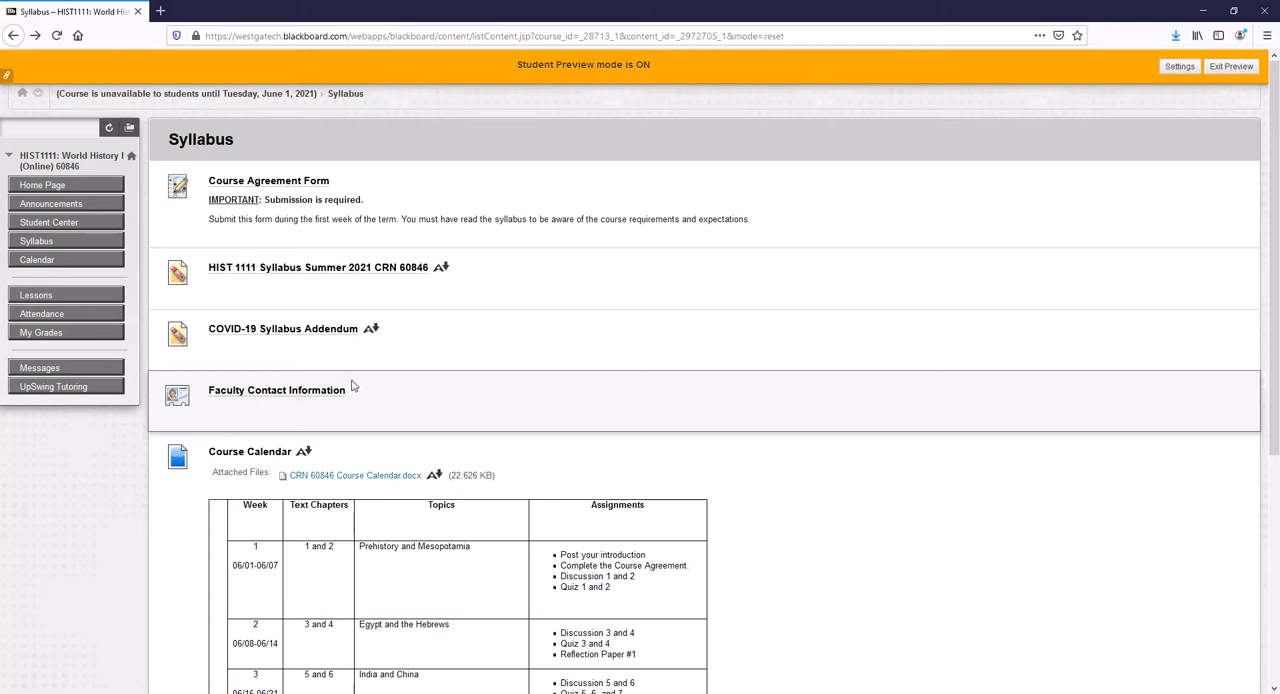 Syllabus – HIST1111: World His
https://westgatech.blackboard.com/webapps/blackboard/content/listContent.jsp?course_id=_28713_1&content_id=_2972705_1&mode=reset
Student Preview mode is ON
Settings
Exit Preview
(Course is unavailable to students until Tuesday, June 1, 2021) > Syllabus
HIST1111: World History I
(Online) 60846
Home Page
Announcements
Student Center
Syllabus
Calendar
Lessons
Attendance
My Grades
Messages
UpSwing Tutoring
Syllabus
Course Agreement Form
IMPORTANT: Submission is required.
Submit this form during the first week of the term. You must have read the syllabus to be aware of the course requirements and expectations.
HIST 1111 Syllabus Summer 2021 CRN 60846
COVID-19 Syllabus Addendum
Faculty Contact Information
Course Calendar
Attached Files: CRN 60846 Course Calendar.docx (22.626 KB)
Week Text Chapters Topics Assignments
1 1 and 2 Prehistory and Mesopotamia
06/01-06/07
• Post your introduction
• Complete the Course Agreement.
• Discussion 1 and 2
• Quiz 1 and 2
2 3 and 4 Egypt and the Hebrews
06/08-06/14
• Discussion 3 and 4
• Quiz 3 and 4
• Reflection Paper #1
3 5 and 6 India and China
• Discussion 5 and 6
• Quiz 5, 6, and 7